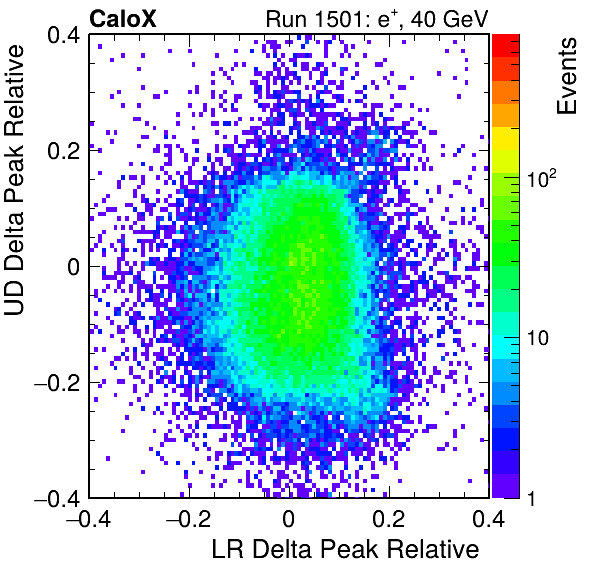 CaloX Run 1501: e⁺, 40 GeV
0.4
0.2
0
−0.2
−0.4
−0.4 −0.2 0 0.2 0.4
UD Delta Peak Relative
LR Delta Peak Relative
Events
10²
10
1